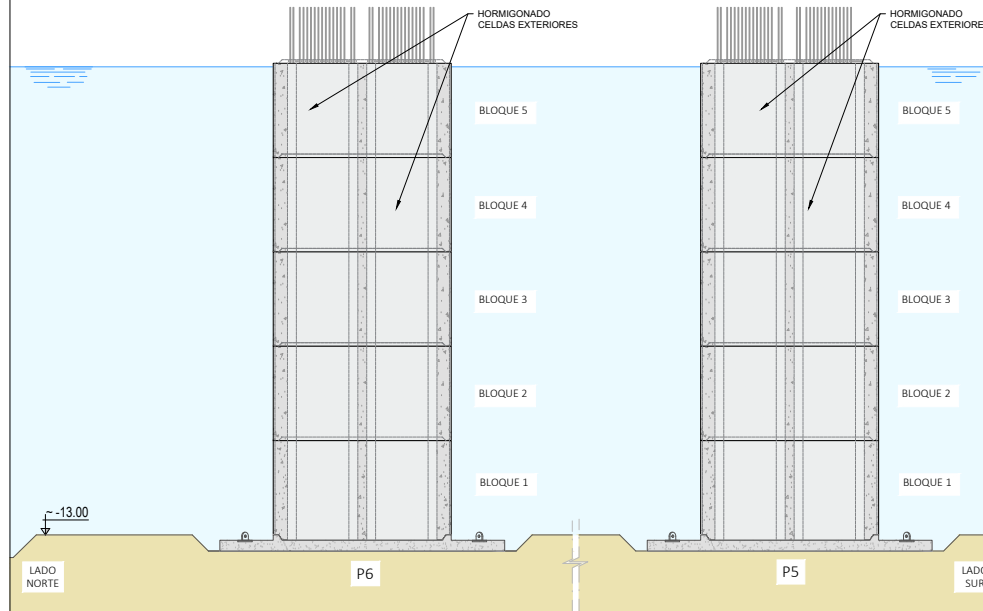 HORMIGONADO
CELDAS EXTERIORES
HORMIGONADO
CELDAS EXTERIORE
BLOQUE 5
BLOQUE 5
BLOQUE 4
BLOQUE 4
BLOQUE 3
BLOQUE 3
BLOQUE 2
BLOQUE 2
BLOQUE 1
BLOQUE 1
~ -13.00
LADO
NORTE
P6
P5
LADO
SUR